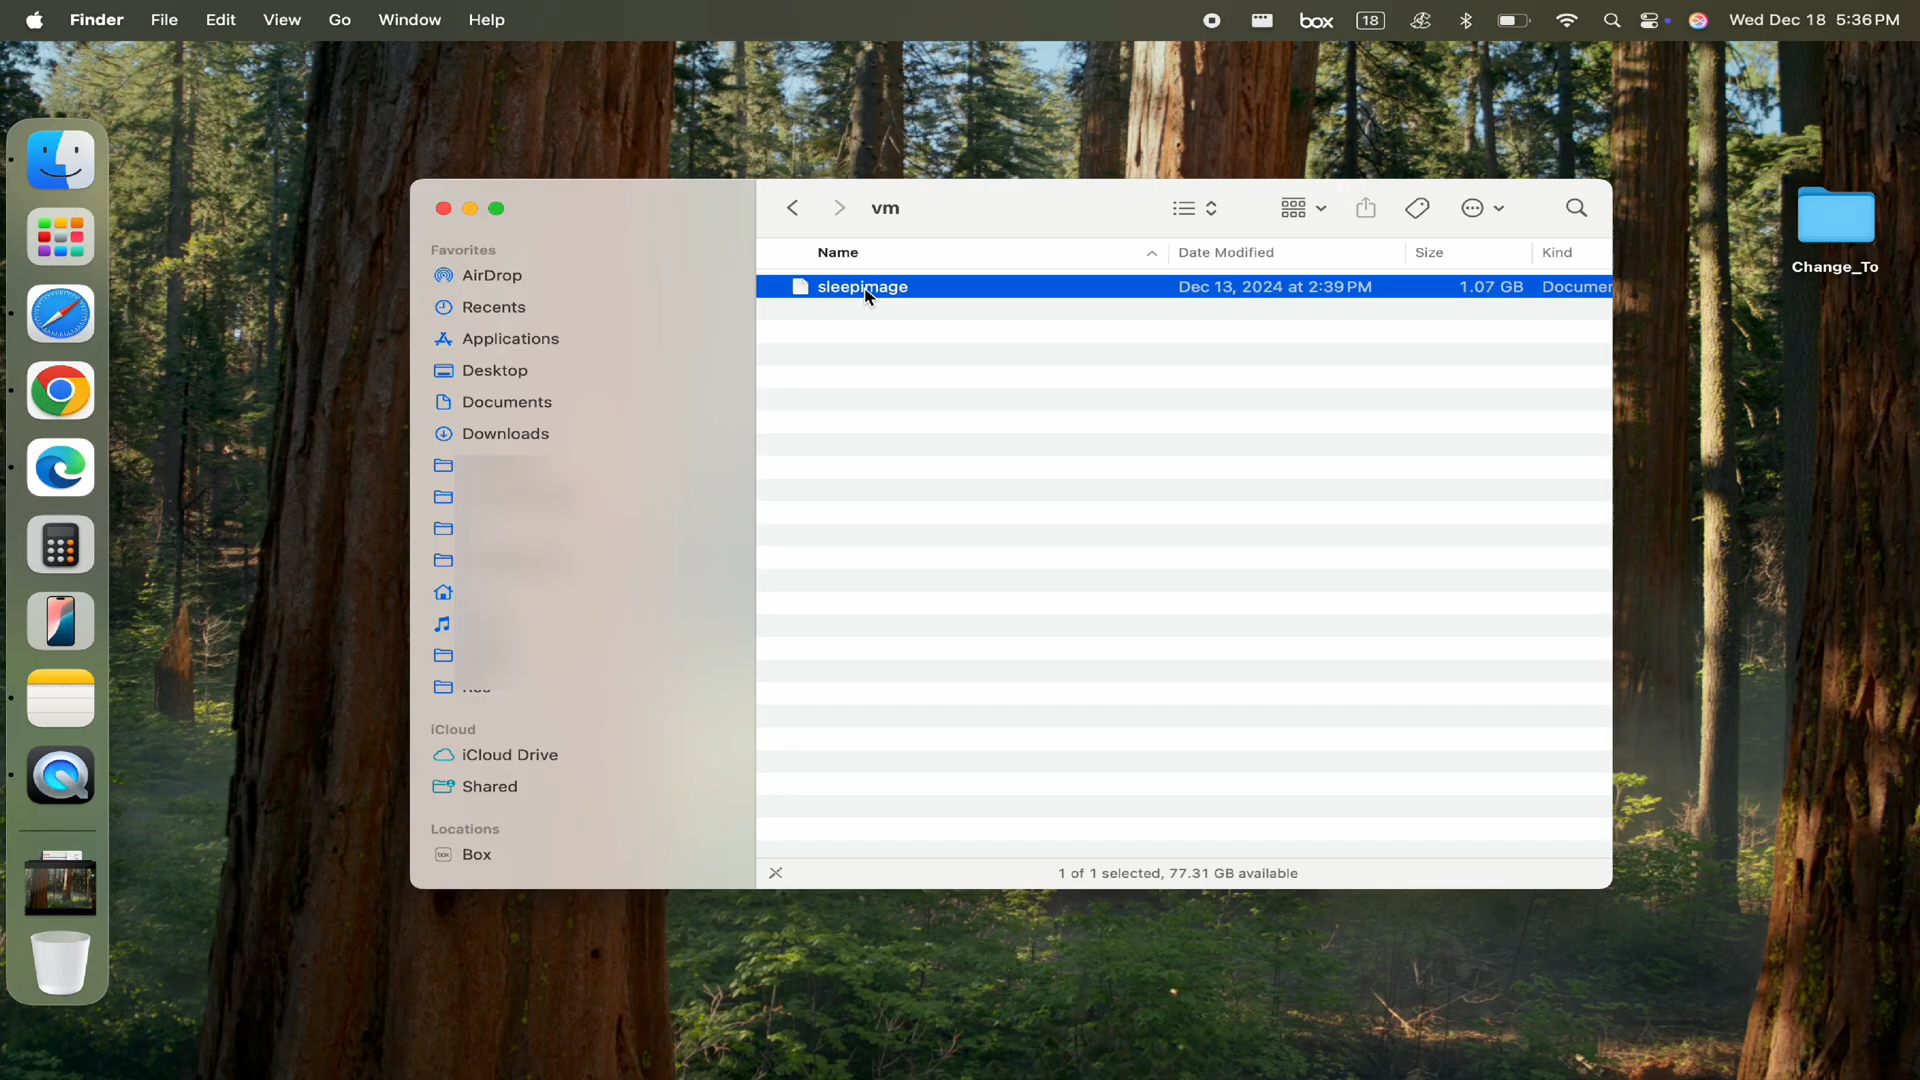 Finder File Edit View Go Window Help box 18 Wed Dec 18 5:36 PM
vm
Name Date Modified Size Kind
sleepimage Dec 13, 2024 at 2:39 PM 1.07 GB Documen
Favorites
AirDrop
Recents
Applications
Desktop
Documents
Downloads
iCloud
iCloud Drive
Shared
Locations
box Box
1 of 1 selected, 77.31 GB available
Change_To